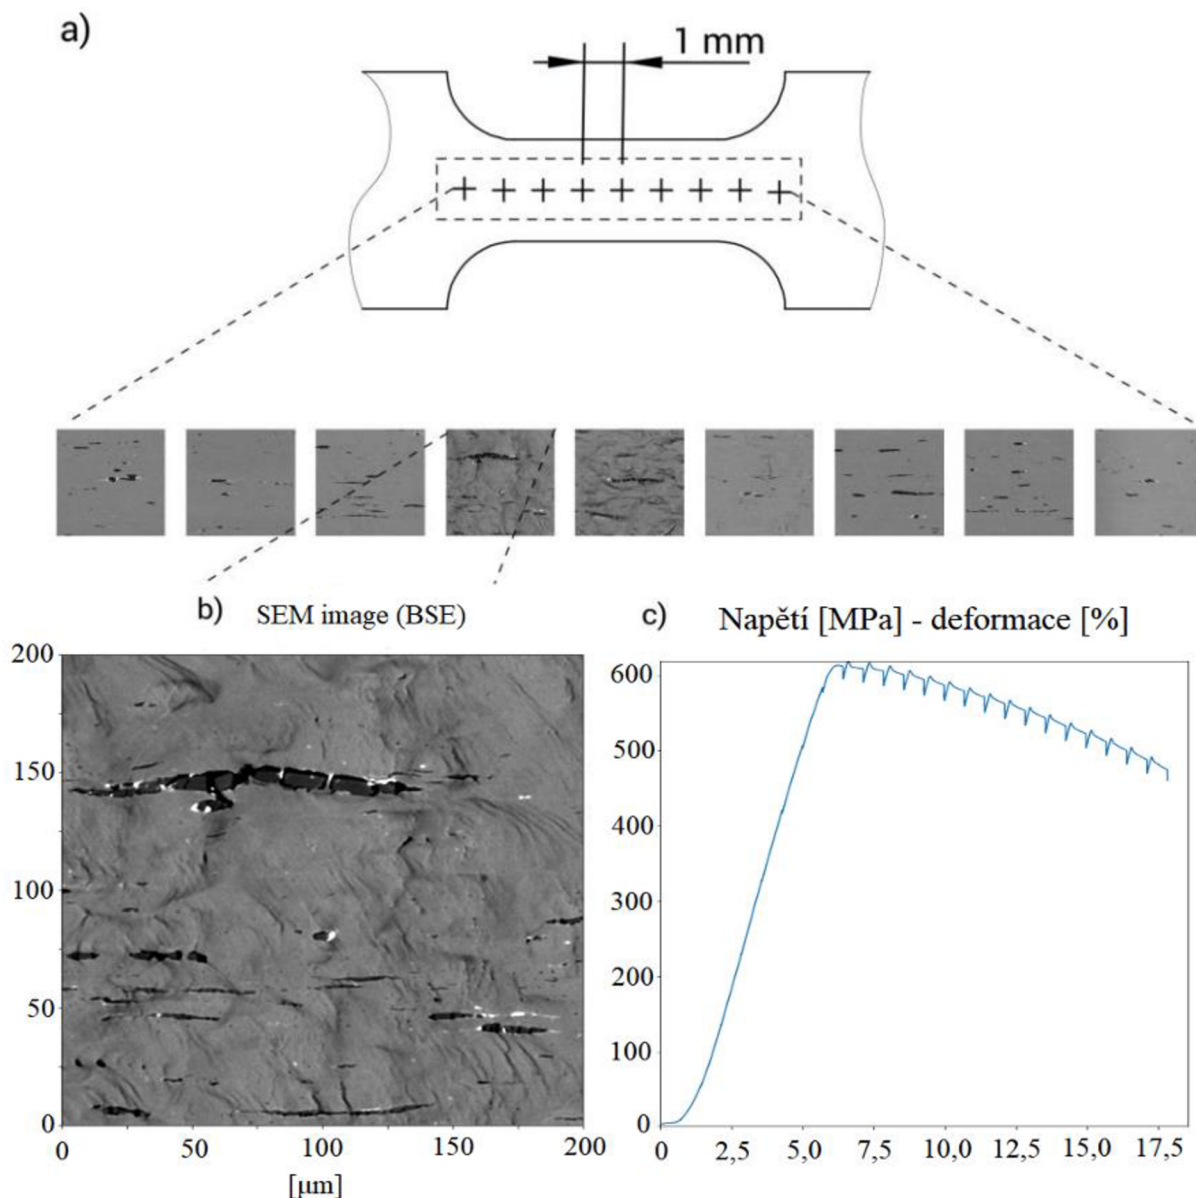 a)
1 mm
b) SEM image (BSE)
200
150
100
50
0
0 50 100 150 200
[µm]
c) Napětí [MPa] - deformace [%]
600
500
400
300
200
100
0
0 2,5 5,0 7,5 10,0 12,5 15,0 17,5